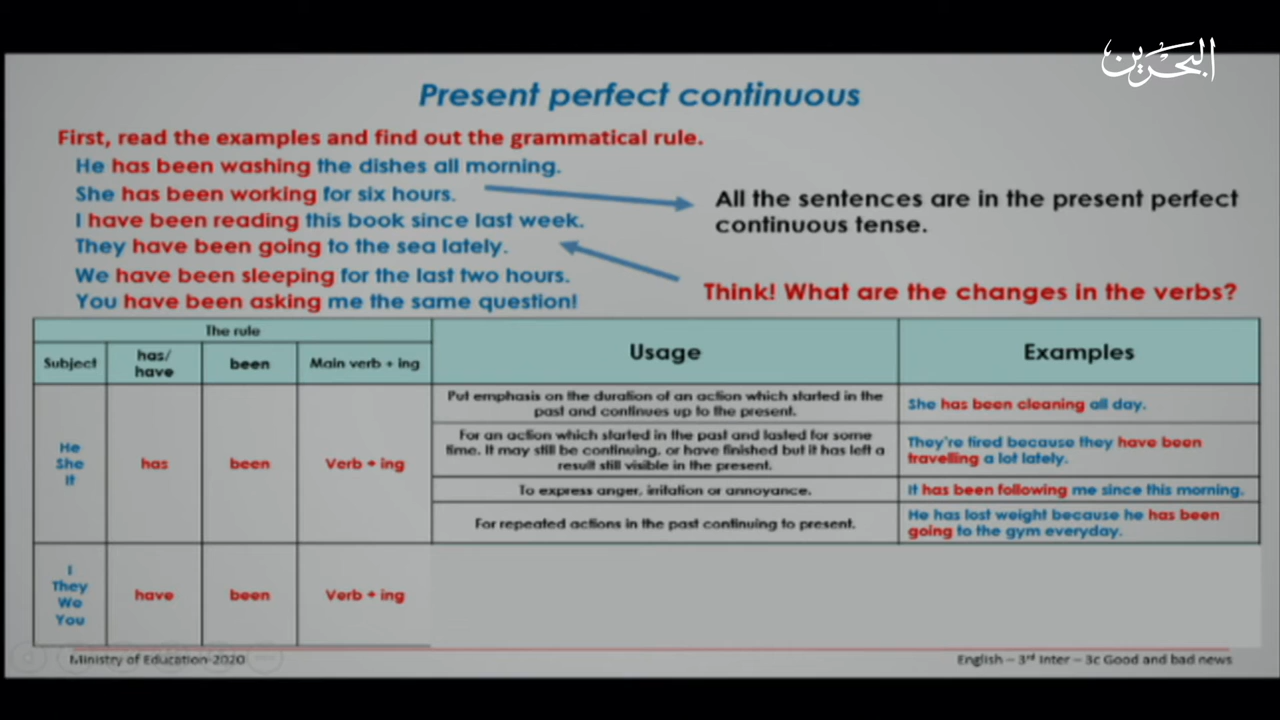 البحرين
Present perfect continuous
First, read the examples and find out the grammatical rule.
He has been washing the dishes all morning.
She has been working for six hours.
I have been reading this book since last week.
They have been going to the sea lately.
We have been sleeping for the last two hours.
You have been asking me the same question!
All the sentences are in the present perfect
continuous tense.
Think! What are the changes in the verbs?
The rule
Subject
has/
have
been
Main verb + ing
Usage
Examples
He
She
It
has
been
Verb + ing
Put emphasis on the duration of an action which started in the
past and continues up to the present.
She has been cleaning all day.
For an action which started in the past and lasted for some
time. It may still be continuing, or have finished but it has left a
result still visible in the present.
They're tired because they have been
travelling a lot lately.
To express anger, irritation or annoyance.
It has been following me since this morning.
For repeated actions in the past continuing to present.
He has lost weight because he has been
going to the gym everyday.
I
They
We
You
have
been
Verb + ing
Ministry of Education-2020
English – 3rd Inter – 3c Good and bad news